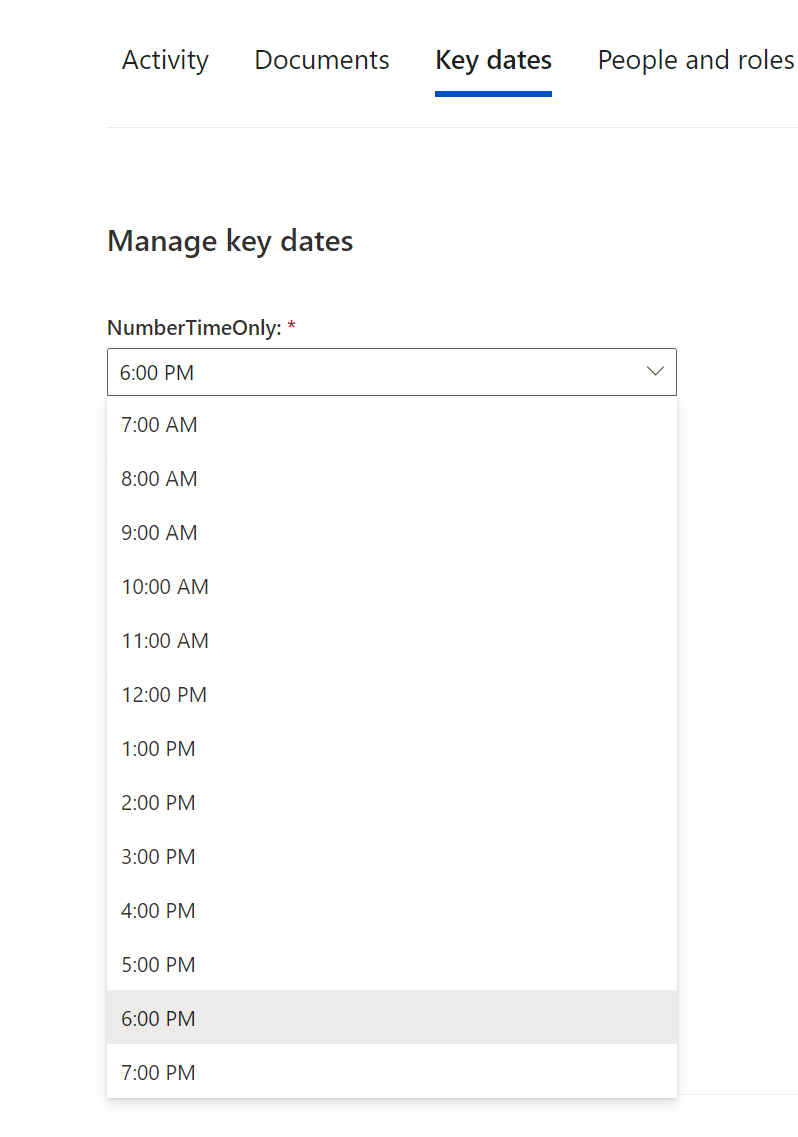 Activity Documents Key dates People and roles
Manage key dates
NumberTimeOnly: *
6:00 PM
7:00 AM
8:00 AM
9:00 AM
10:00 AM
11:00 AM
12:00 PM
1:00 PM
2:00 PM
3:00 PM
4:00 PM
5:00 PM
6:00 PM
7:00 PM